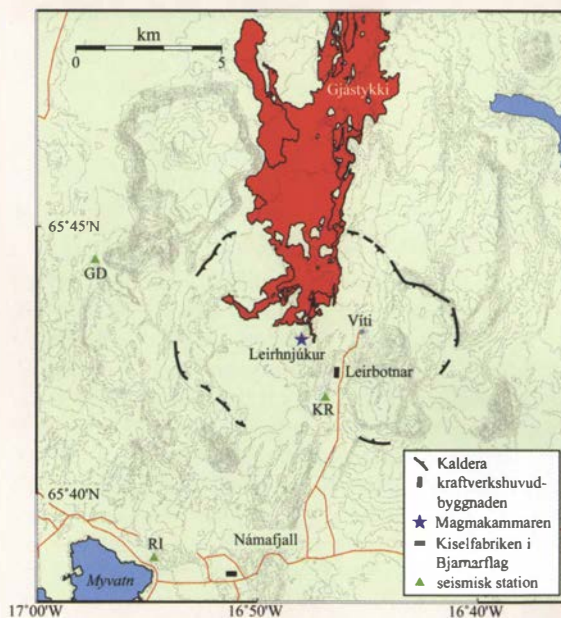 km
0
5
Gjástykki
65°45'N
GD
Víti
Leirhnjúkur
Leirbotnar
KR
65°40'N
Námafjall
RI
Myvatn
17°00'W
16°50'W
16°40'W
Kaldera
kraftverkshuvud-
byggnaden
Magmakammaren
Kiselfabriken i
Bjarnarflag
seismisk station